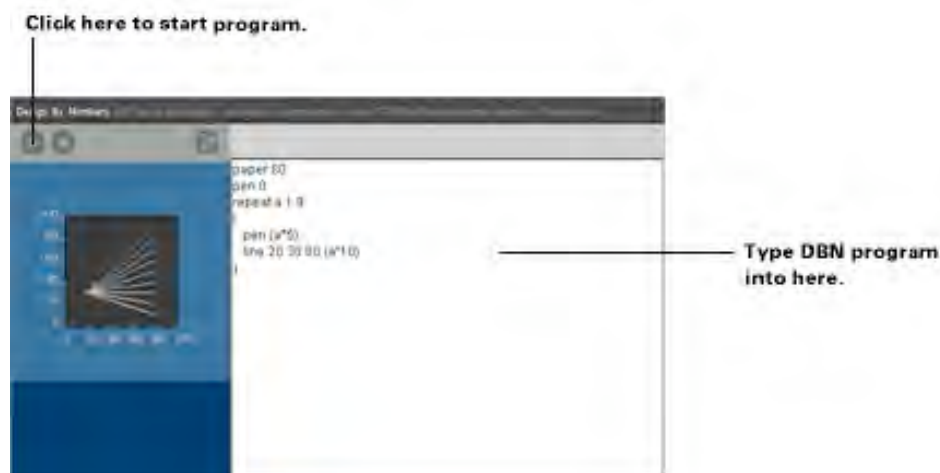 Click here to start program.
Design By Numbers
paper 80
pen 0
repeat a 1 9
{
pen (a*5)
line 20 30 80 (a*10)
}
Type DBN program
into here.